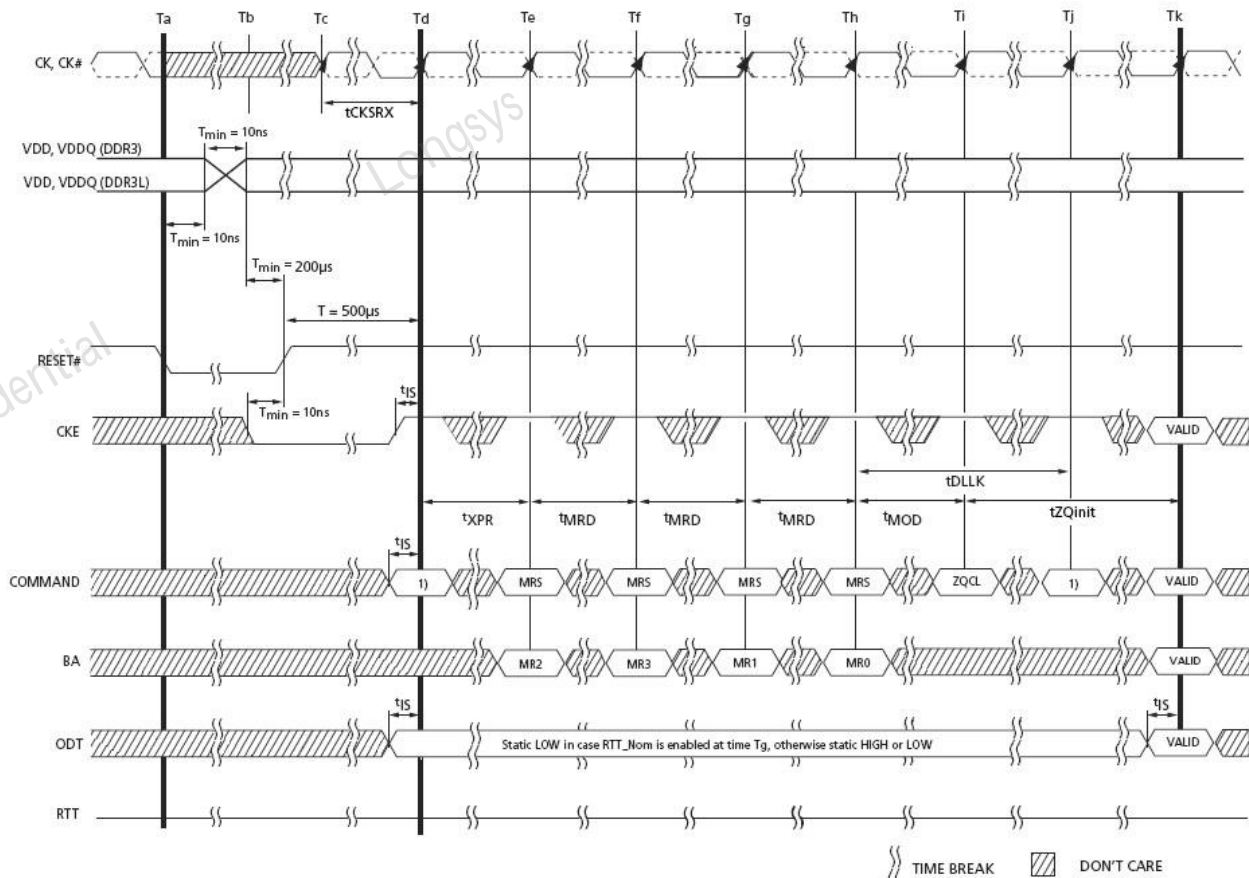 Ta Tb Tc Td Te Tf Tg Th Ti Tj Tk
CK, CK#
tCKSRX
Tmin = 10ns
VDD, VDDQ (DDR3)
VDD, VDDQ (DDR3L)
Longsys
Tmin = 10ns
Tmin = 200µs
T = 500µs
RESET#
dential
tIS
Tmin = 10ns
CKE
VALID
tDLLK
tXPR tMRD tMRD tMRD tMOD tZQinit
tIS
COMMAND 1) MRS MRS MRS MRS ZQCL 1) VALID
BA MR2 MR3 MR1 MR0 VALID
tIS tIS
ODT Static LOW in case RTT_Nom is enabled at time Tg, otherwise static HIGH or LOW VALID
RTT
TIME BREAK DON'T CARE